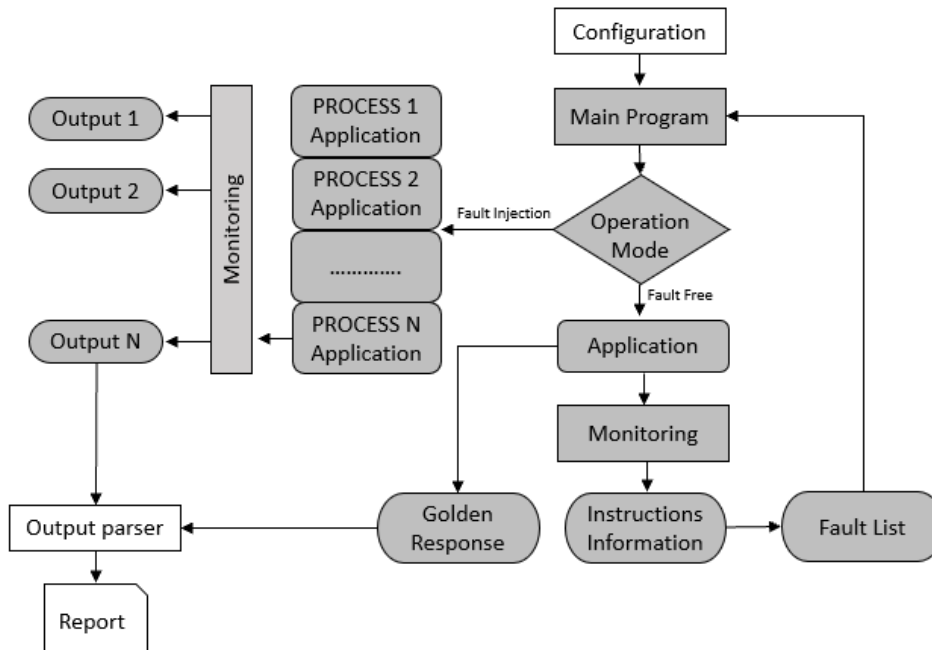 Configuration
Main Program
Operation
Mode
Fault Injection
Fault Free
PROCESS 1
Application
PROCESS 2
Application
.............
PROCESS N
Application
Monitoring
Output 1
Output 2
Output N
Application
Monitoring
Golden
Response
Instructions
Information
Fault List
Output parser
Report